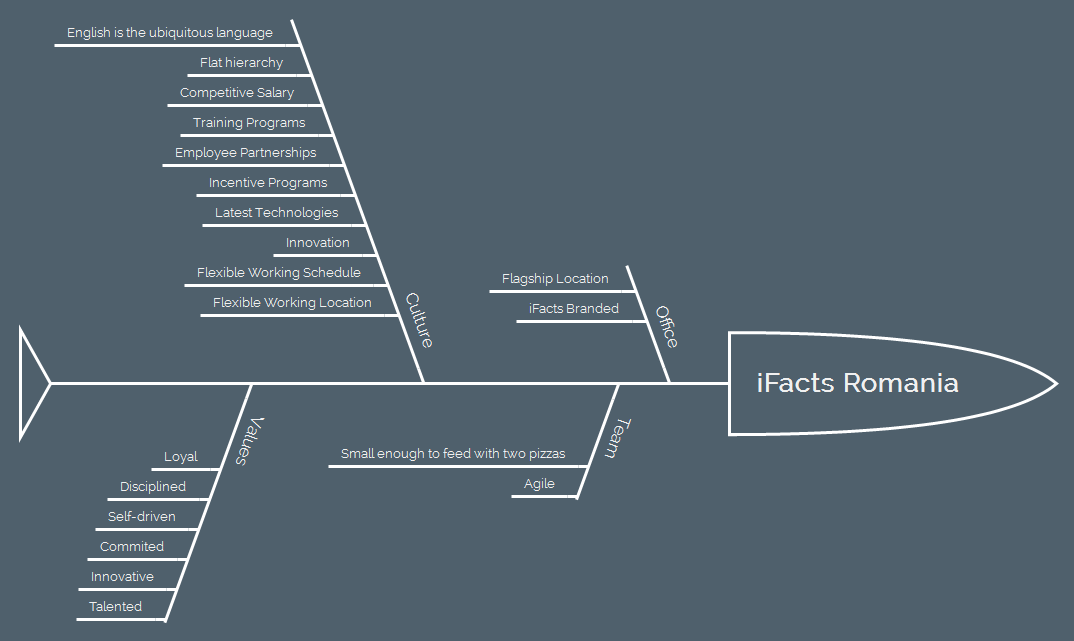 English is the ubiquitous language
Flat hierarchy
Competitive Salary
Training Programs
Employee Partnerships
Incentive Programs
Latest Technologies
Innovation
Flexible Working Schedule
Flexible Working Location
Culture
Flagship Location
iFacts Branded
Office
iFacts Romania
Values
Loyal
Disciplined
Self-driven
Commited
Innovative
Talented
Team
Small enough to feed with two pizzas
Agile